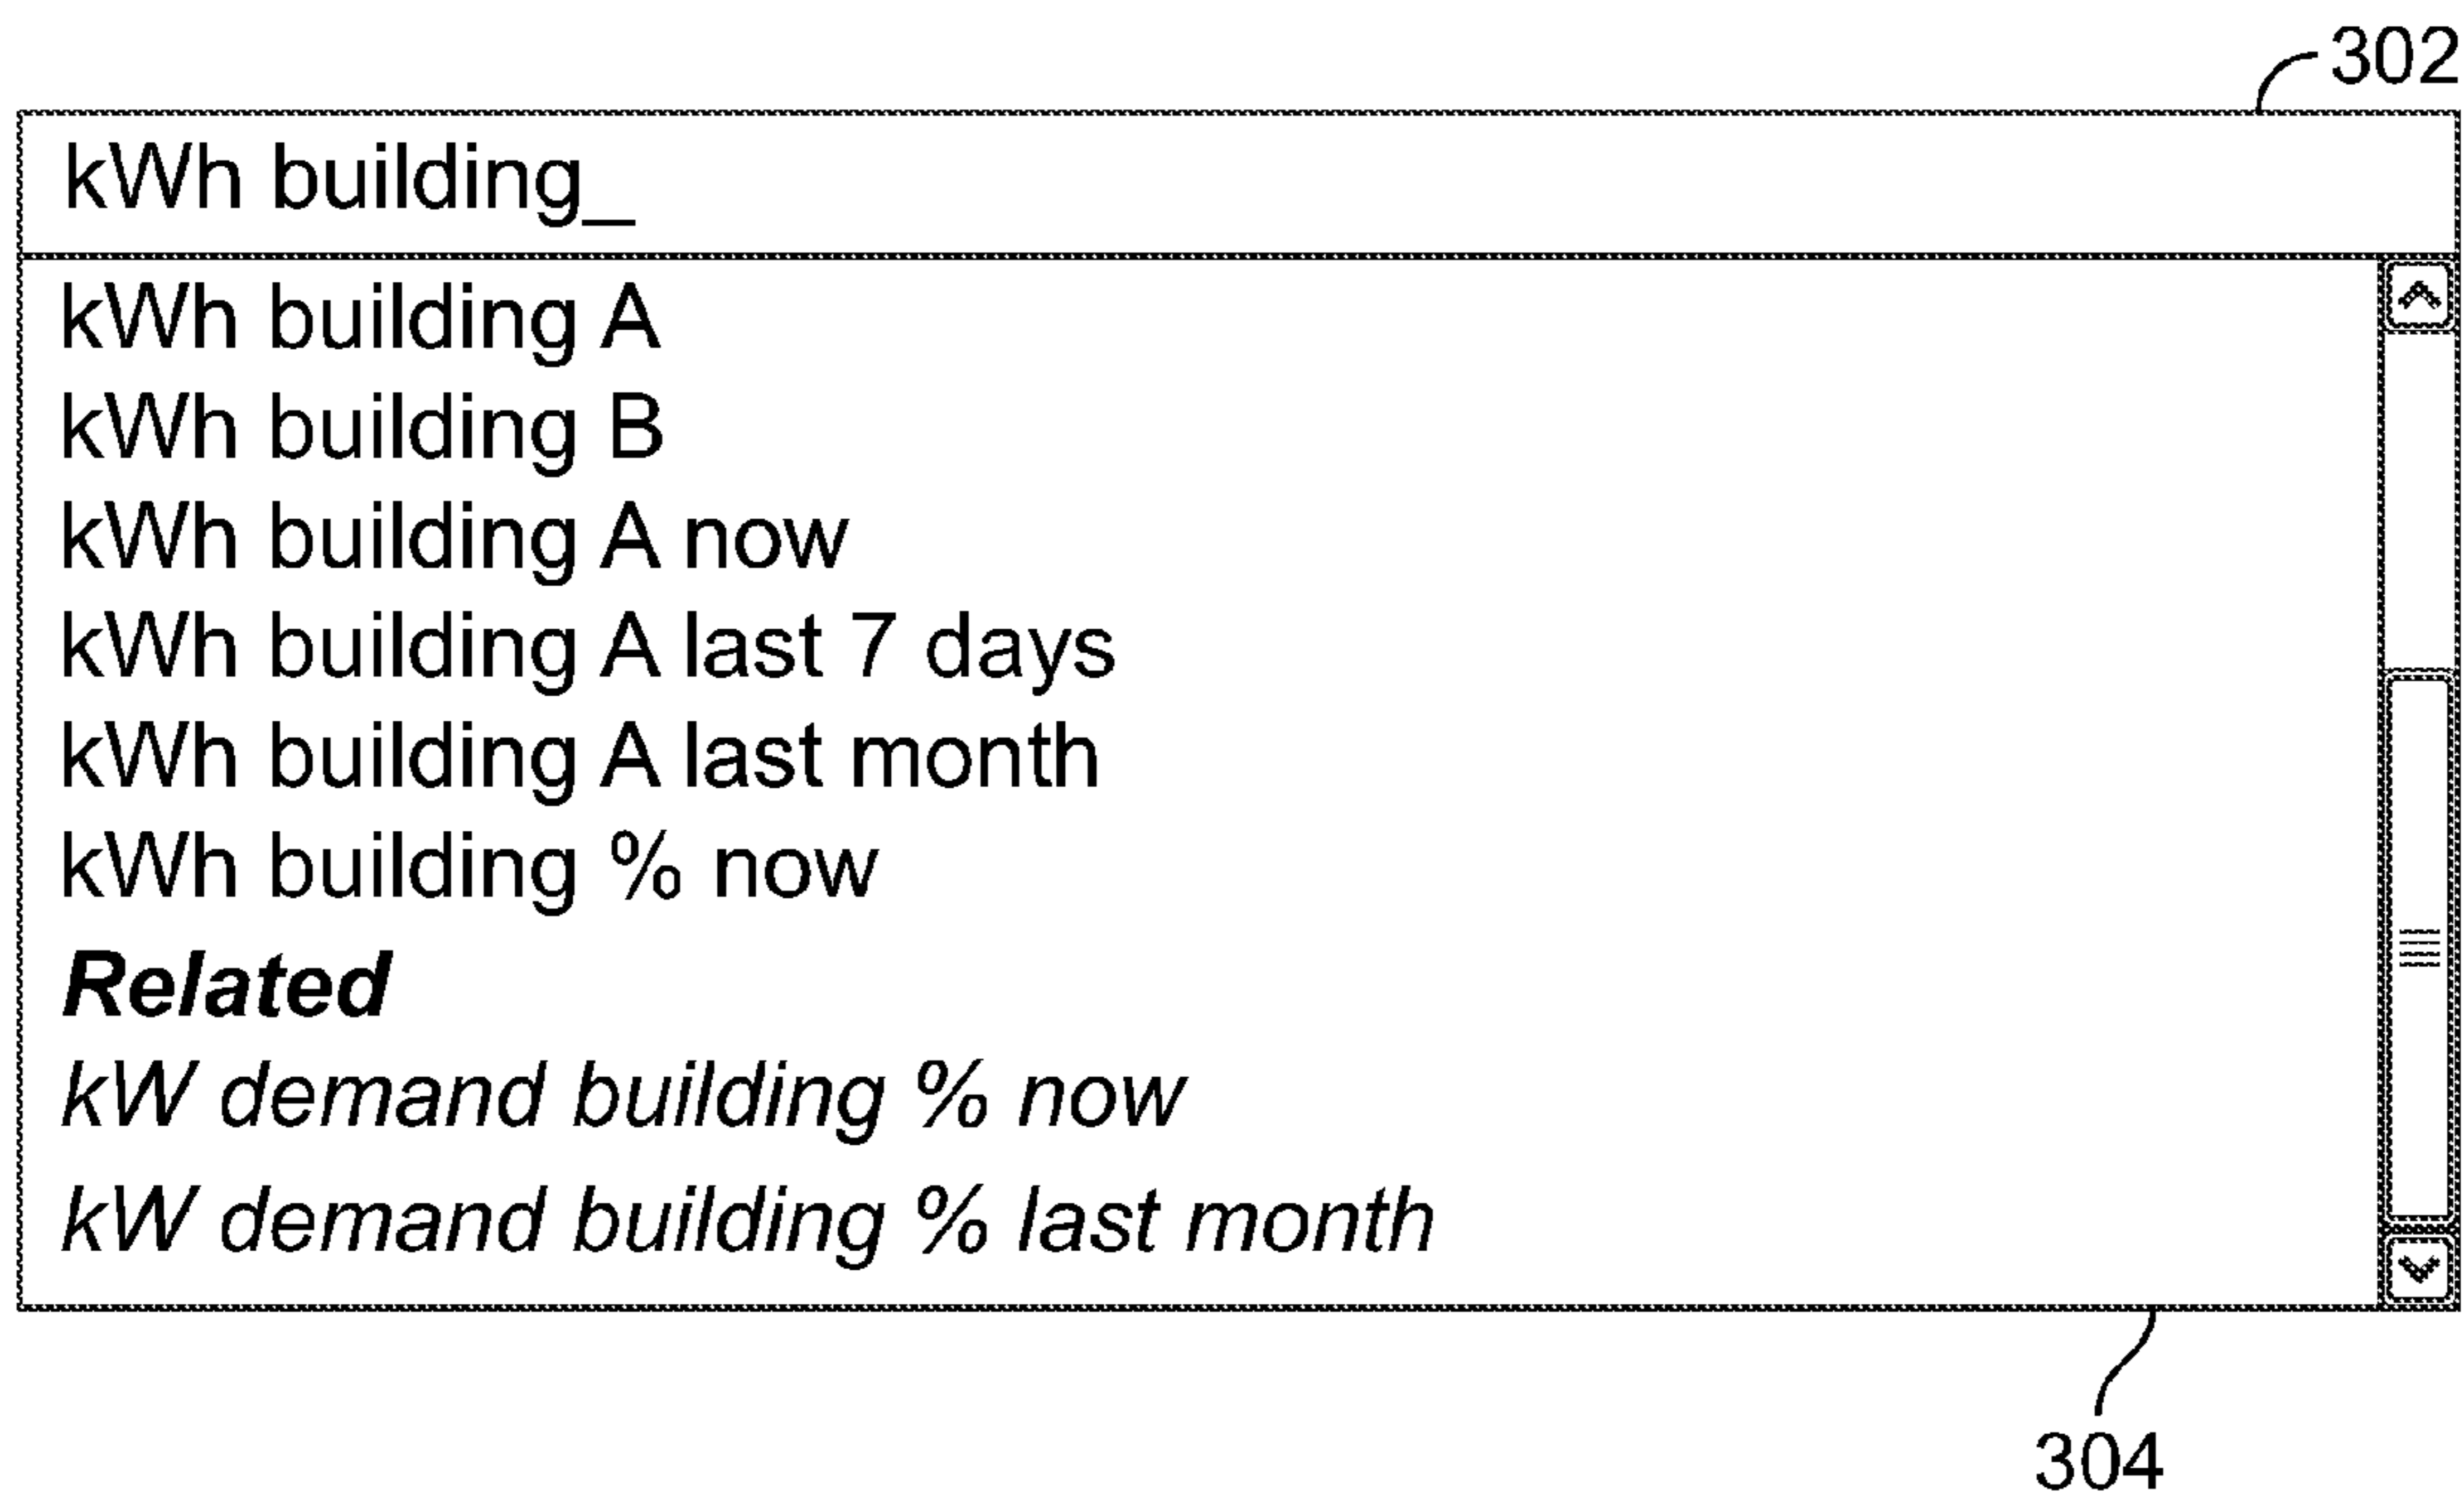 302
kWh building_
kWh building A
kWh building B
kWh building A now
kWh building A last 7 days
kWh building A last month
kWh building % now
Related
kW demand building % now
kW demand building % last month
304